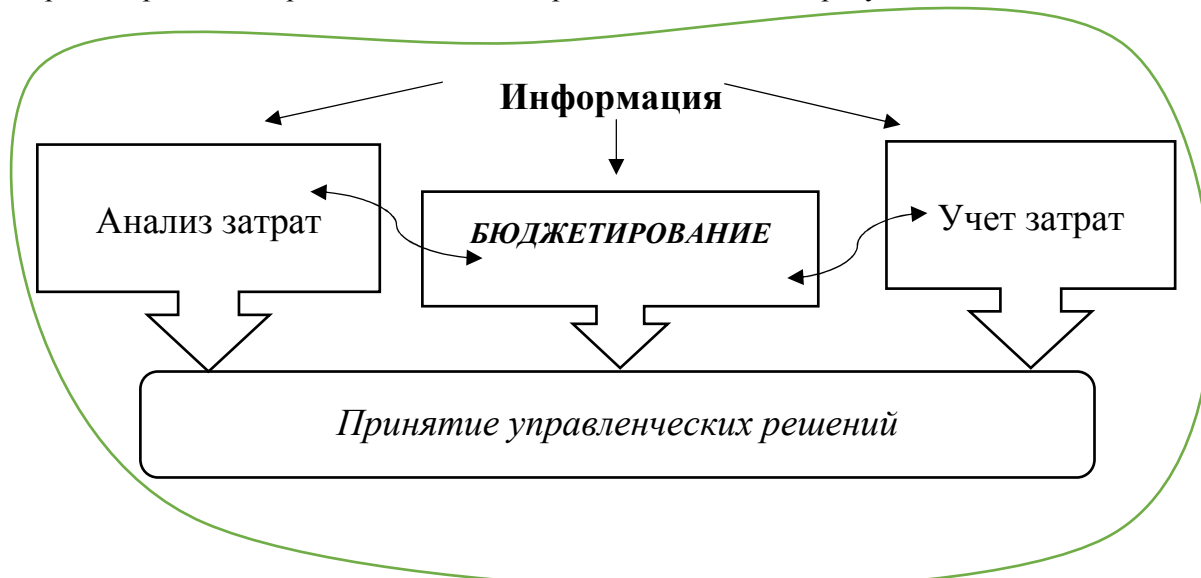 Информация
Анализ затрат
БЮДЖЕТИРОВАНИЕ
Учет затрат
Принятие управленческих решений